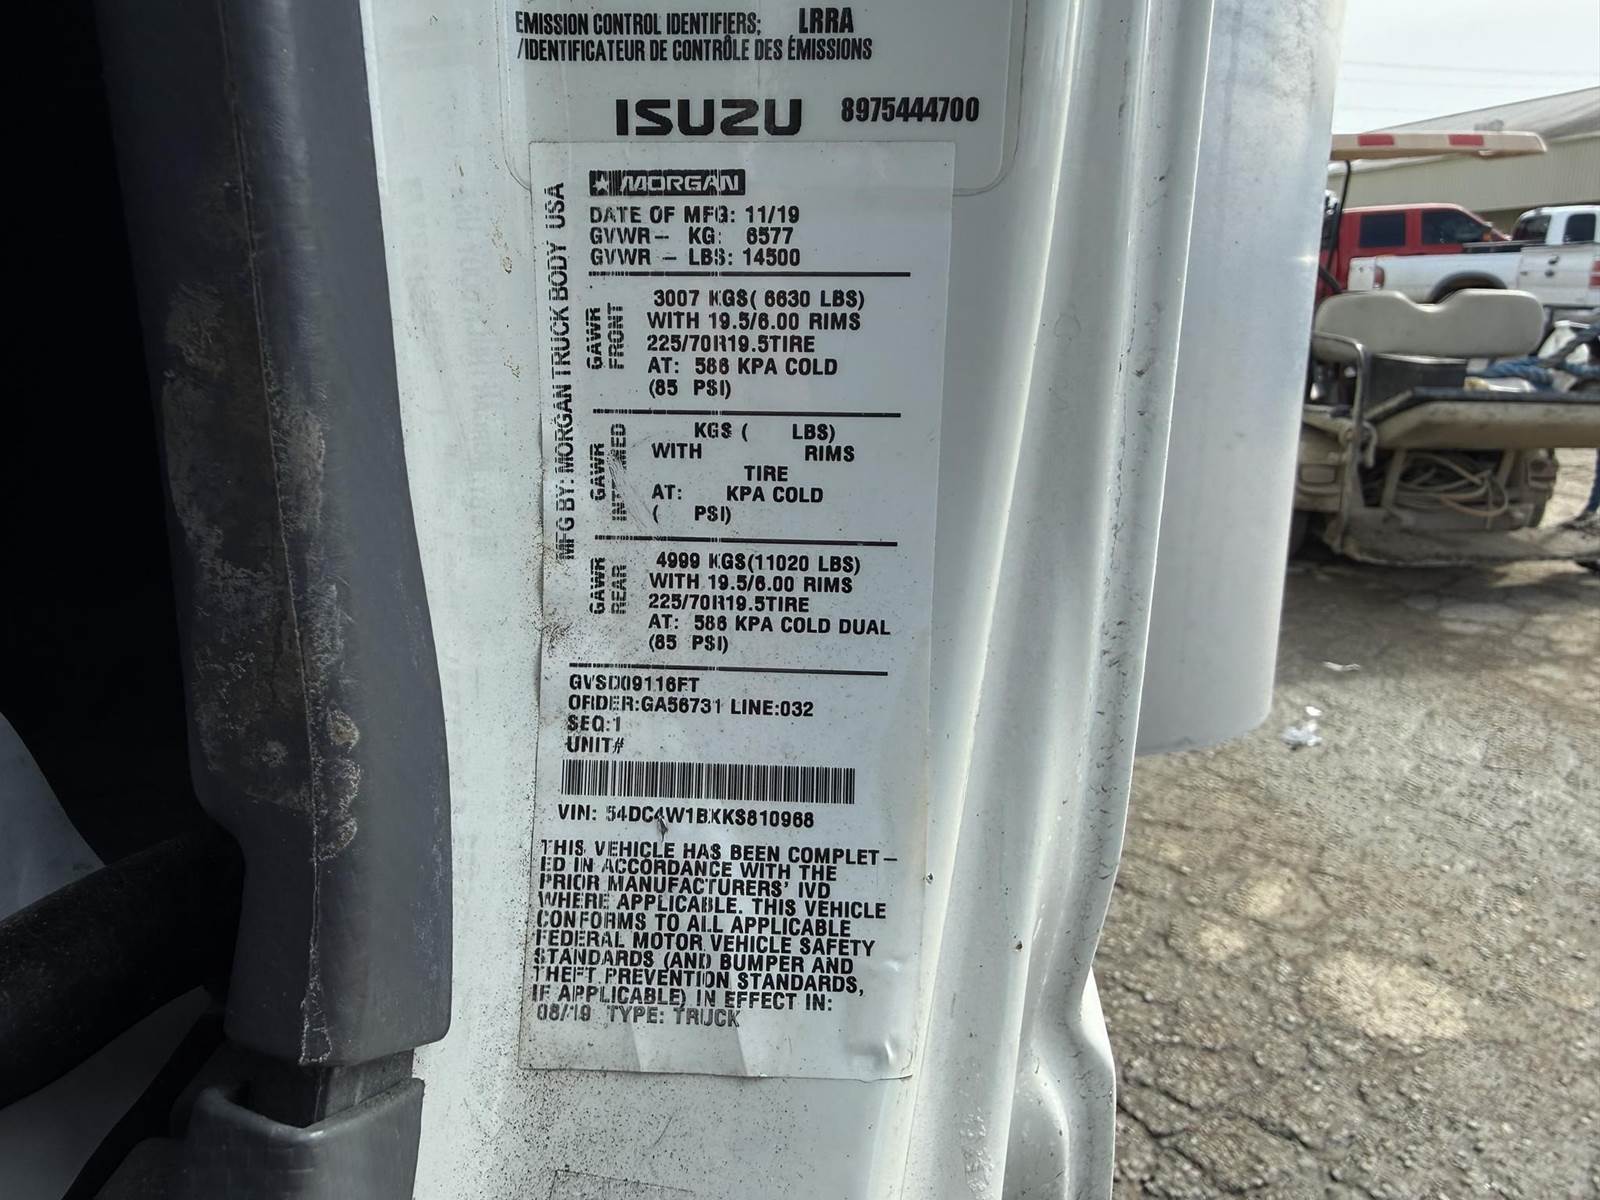 EMISSION CONTROL IDENTIFIERS; LRRA
/IDENTIFICATEUR DE CONTRÔLE DES ÉMISSIONS
ISUZU 8975444700
MORGAN
DATE OF MFG: 11/19
GVWR- KG: 6577
GVWR - LBS: 14500
MFG BY: MORGAN TRUCK BODY USA
GAWR FRONT
3007 KGS( 6630 LBS)
WITH 19.5/6.00 RIMS
225/70R19.5TIRE
AT: 586 KPA COLD
(85 PSI)
GAWR INTERMED
KGS ( LBS)
WITH RIMS
TIRE
AT: KPA COLD
( PSI)
GAWR REAR
4999 KGS(11020 LBS)
WITH 19.5/6.00 RIMS
225/70R19.5TIRE
AT: 586 KPA COLD DUAL
(85 PSI)
GVSD09116FT
ORDER:GA56731 LINE:032
SEQ:1
UNIT#
VIN: 54DC4W1BXKS610968
THIS VEHICLE HAS BEEN COMPLET-
ED IN ACCORDANCE WITH THE
PRIOR MANUFACTURERS' IVD
WHERE APPLICABLE. THIS VEHICLE
CONFORMS TO ALL APPLICABLE
FEDERAL MOTOR VEHICLE SAFETY
STANDARDS (AND BUMPER AND
THEFT PREVENTION STANDARDS,
IF APPLICABLE) IN EFFECT IN:
08/19 TYPE: TRUCK